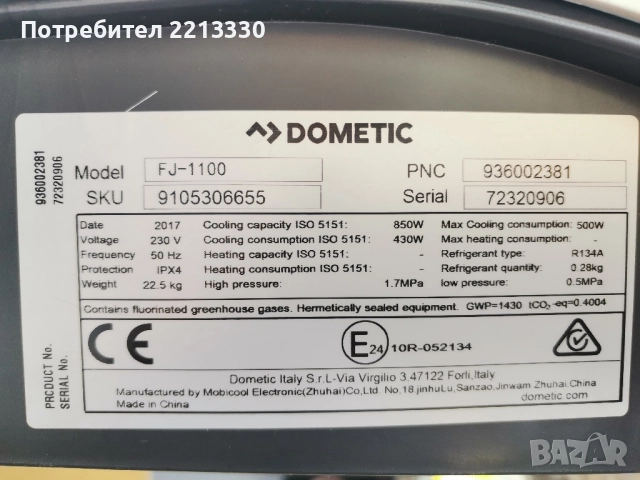 Потребител 2213330
DOMETIC
Model FJ-1100 PNC 936002381
SKU 9105306655 Serial 72320906
Date 2017 Cooling capacity ISO 5151: 850W Max Cooling consumption: 500W
Voltage 230 V Cooling consumption ISO 5151: 430W Max heating consumption: -
Frequency 50 Hz Heating capacity ISO 5151: - Refrigerant type: R134A
Protection IPX4 Heating consumption ISO 5151: - Refrigerant quantity: 0.28kg
Weight 22.5 kg High pressure: 1.7MPa low pressure: 0.5MPa
Contains fluorinated greenhouse gases. Hermetically sealed equipment. GWP=1430 tCO2-eq=0.4004
CE E24 10R-052134
Dometic Italy S.r.L-Via Virgilio 3,47122 Forli,Italy
Manufactured by Mobicool Electronic(Zhuhai)Co,Ltd. No,18,jinhuLu,Sanzao,Jinwam Zhuhai,China
Made in China dometic.com
PRODUCT NO. 936002381
SERIAL NO. 72320906
BAZAR